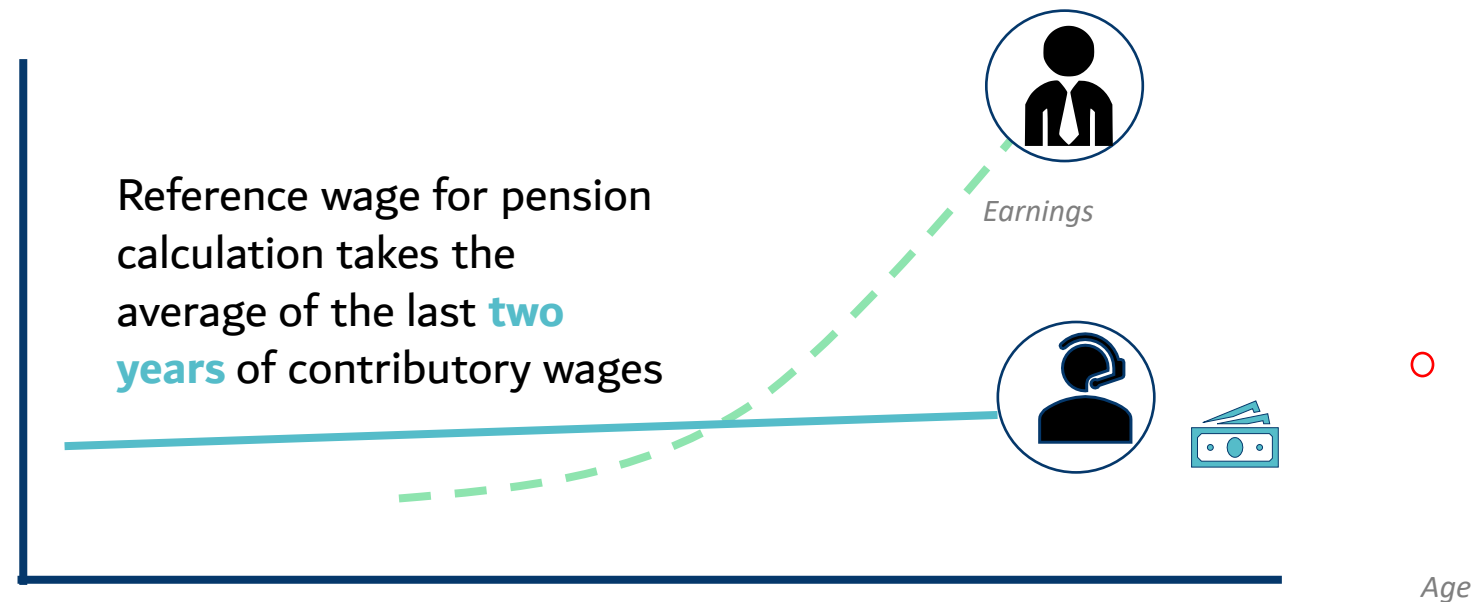 Reference wage for pension
calculation takes the
average of the last two
years of contributory wages
Earnings
Age